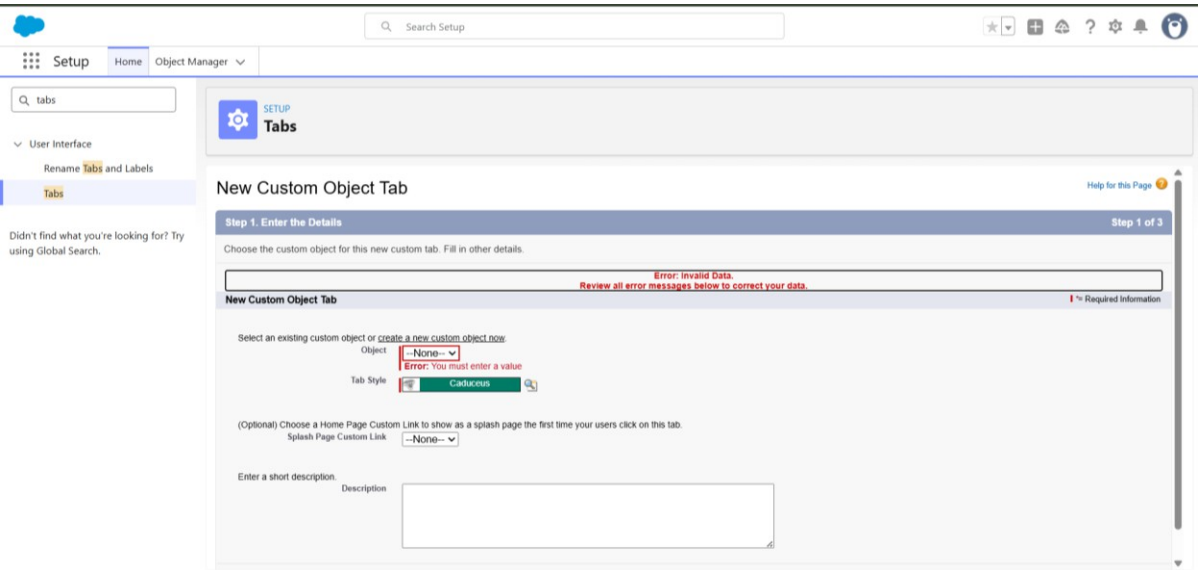 Search Setup
Setup
Home
Object Manager
tabs
User Interface
Rename Tabs and Labels
Tabs
Didn't find what you're looking for? Try
using Global Search.
SETUP
Tabs
New Custom Object Tab
Help for this Page
Step 1. Enter the Details
Step 1 of 3
Choose the custom object for this new custom tab. Fill in other details.
Error: Invalid Data.
Review all error messages below to correct your data.
New Custom Object Tab
= Required Information
Select an existing custom object or create a new custom object now.
Object
--None--
Error: You must enter a value
Tab Style
Caduceus
(Optional) Choose a Home Page Custom Link to show as a splash page the first time your users click on this tab.
Splash Page Custom Link
--None--
Enter a short description.
Description